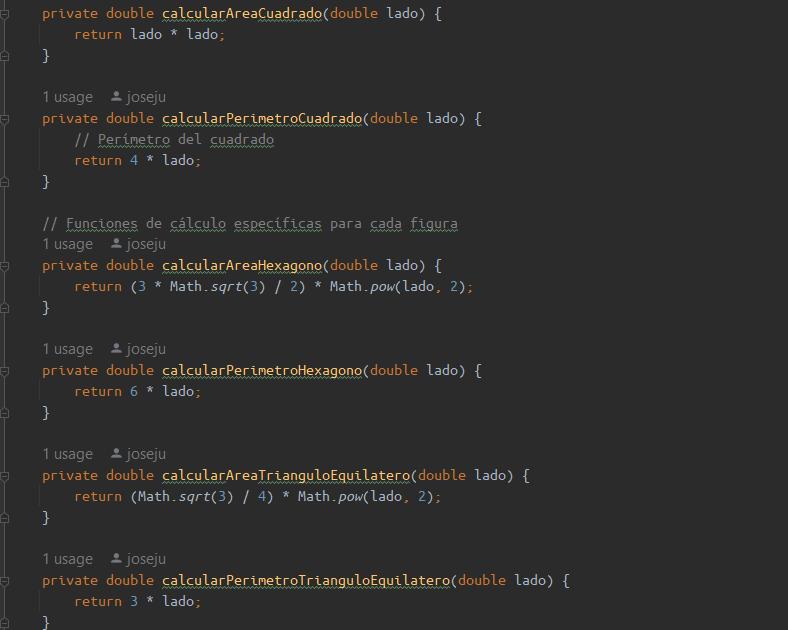 private double calcularAreaCuadrado(double lado) {
return lado * lado;
}
1 usage joseju
private double calcularPerimetroCuadrado(double lado) {
// Perímetro del cuadrado
return 4 * lado;
}
// Funciones de cálculo específicas para cada figura
1 usage joseju
private double calcularAreaHexagono(double lado) {
return (3 * Math.sqrt(3) / 2) * Math.pow(lado, 2);
}
1 usage joseju
private double calcularPerimetroHexagono(double lado) {
return 6 * lado;
}
1 usage joseju
private double calcularAreaTrianguloEquilatero(double lado) {
return (Math.sqrt(3) / 4) * Math.pow(lado, 2);
}
1 usage joseju
private double calcularPerimetroTrianguloEquilatero(double lado) {
return 3 * lado;
}